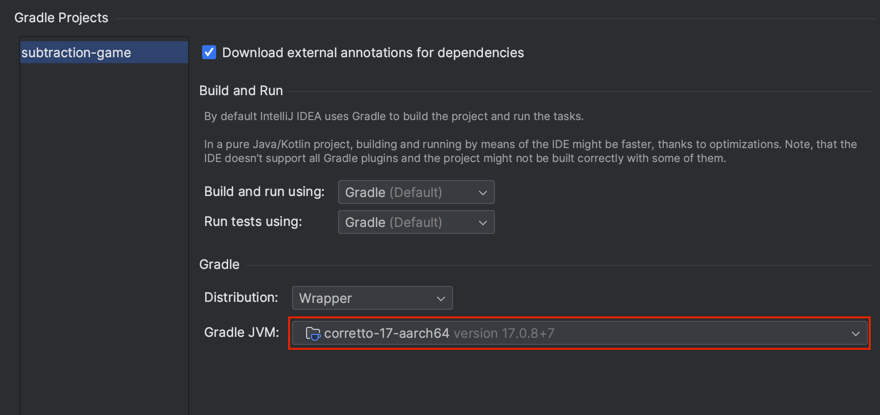 Gradle Projects
subtraction-game
Download external annotations for dependencies
Build and Run
By default IntelliJ IDEA uses Gradle to build the project and run the tasks.
In a pure Java/Kotlin project, building and running by means of the IDE might be faster, thanks to optimizations. Note, that the
IDE doesn't support all Gradle plugins and the project might not be built correctly with some of them.
Build and run using: Gradle (Default)
Run tests using: Gradle (Default)
Gradle
Distribution: Wrapper
Gradle JVM: corretto-17-aarch64 version 17.0.8+7